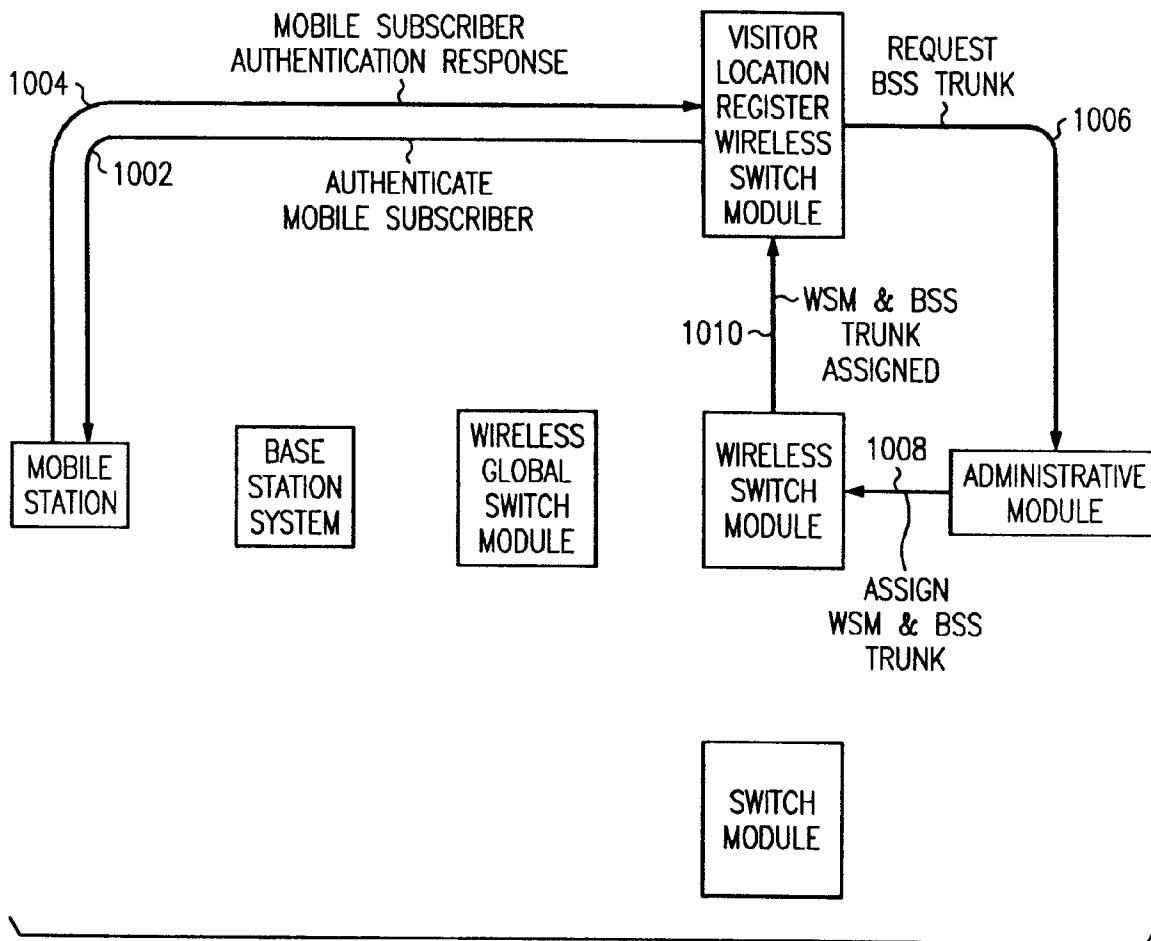 MOBILE SUBSCRIBER
AUTHENTICATION RESPONSE
1004
1002
AUTHENTICATE
MOBILE SUBSCRIBER
VISITOR
LOCATION
REGISTER
WIRELESS
SWITCH
MODULE
REQUEST
BSS TRUNK
1006
1010
WSM & BSS
TRUNK
ASSIGNED
MOBILE
STATION
BASE
STATION
SYSTEM
WIRELESS
GLOBAL
SWITCH
MODULE
WIRELESS
SWITCH
MODULE
1008
ADMINISTRATIVE
MODULE
ASSIGN
WSM & BSS
TRUNK
SWITCH
MODULE